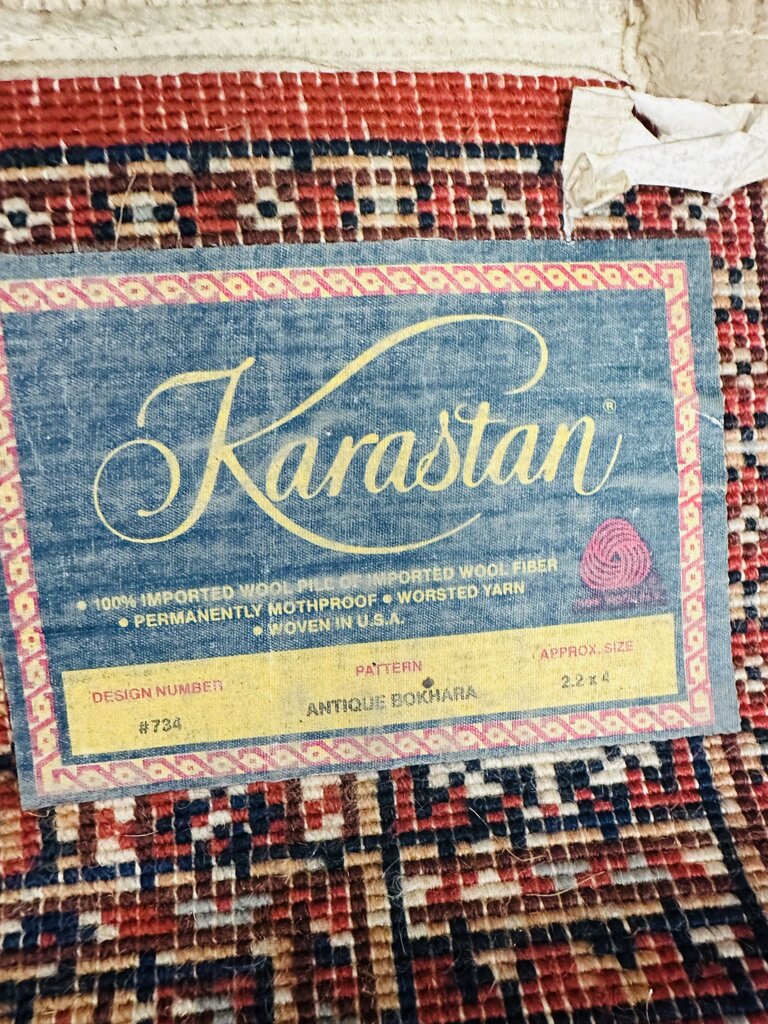 Karastan®
• 100% IMPORTED WOOL PILE OF IMPORTED WOOL FIBER
• PERMANENTLY MOTHPROOF • WORSTED YARN
• WOVEN IN U.S.A.
DESIGN NUMBER PATTERN APPROX. SIZE
#734 ANTIQUE BOKHARA 2.2 x 4